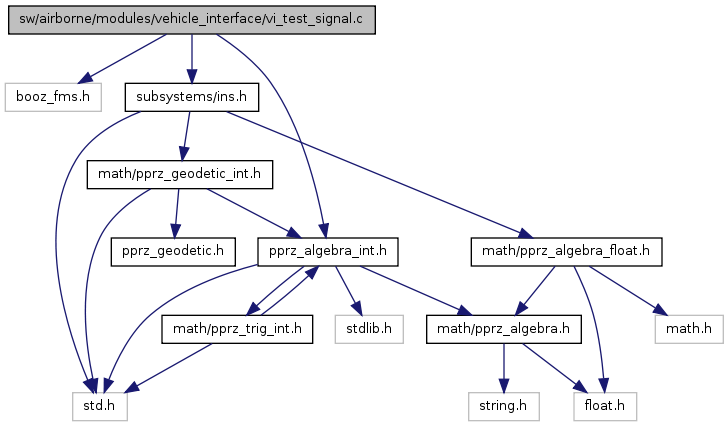 sw/airborne/modules/vehicle_interface/vi_test_signal.c
booz_fms.h
subsystems/ins.h
math/pprz_geodetic_int.h
pprz_geodetic.h
pprz_algebra_int.h
math/pprz_algebra_float.h
math/pprz_trig_int.h
stdlib.h
math/pprz_algebra.h
math.h
std.h
string.h
float.h